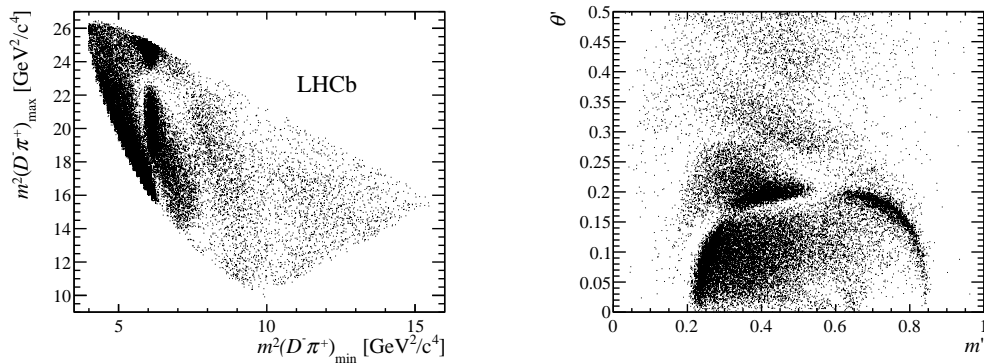 m²(D⁻π⁺)max [GeV²/c⁴]
26
24
22
20
18
16
14
12
10
LHCb
5 10 15
m²(D⁻π⁺)min [GeV²/c⁴]
θ'
0.5
0.45
0.4
0.35
0.3
0.25
0.2
0.15
0.1
0.05
0
0 0.2 0.4 0.6 0.8 1
m'